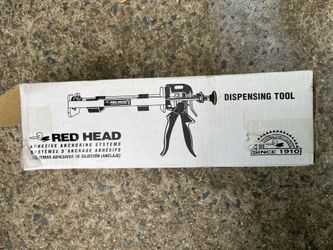 RED HEAD
DISPENSING TOOL
RED HEAD
ADHESIVE ANCHORING SYSTEMS
SYSTÈMES D'ANCRAGE ADHÉSIFS
SISTEMAS ADHESIVOS DE SUJECIÓN (ANCLAJE)
SINCE 1910